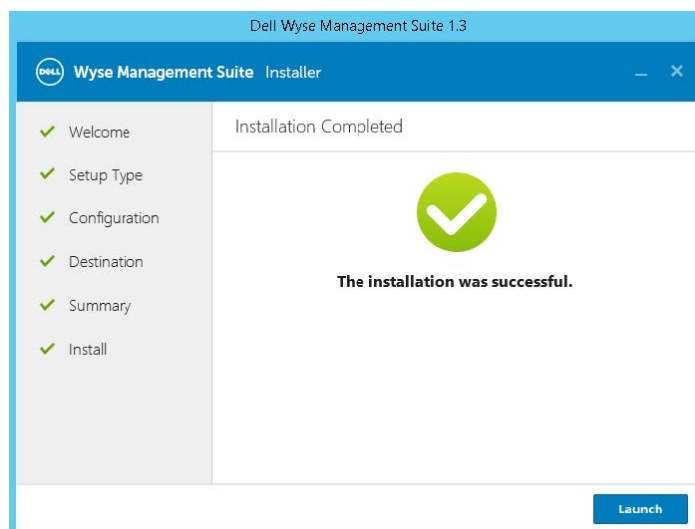 Dell Wyse Management Suite 1.3
DELL Wyse Management Suite Installer
Welcome
Setup Type
Configuration
Destination
Summary
Install
Installation Completed
The installation was successful.
Launch